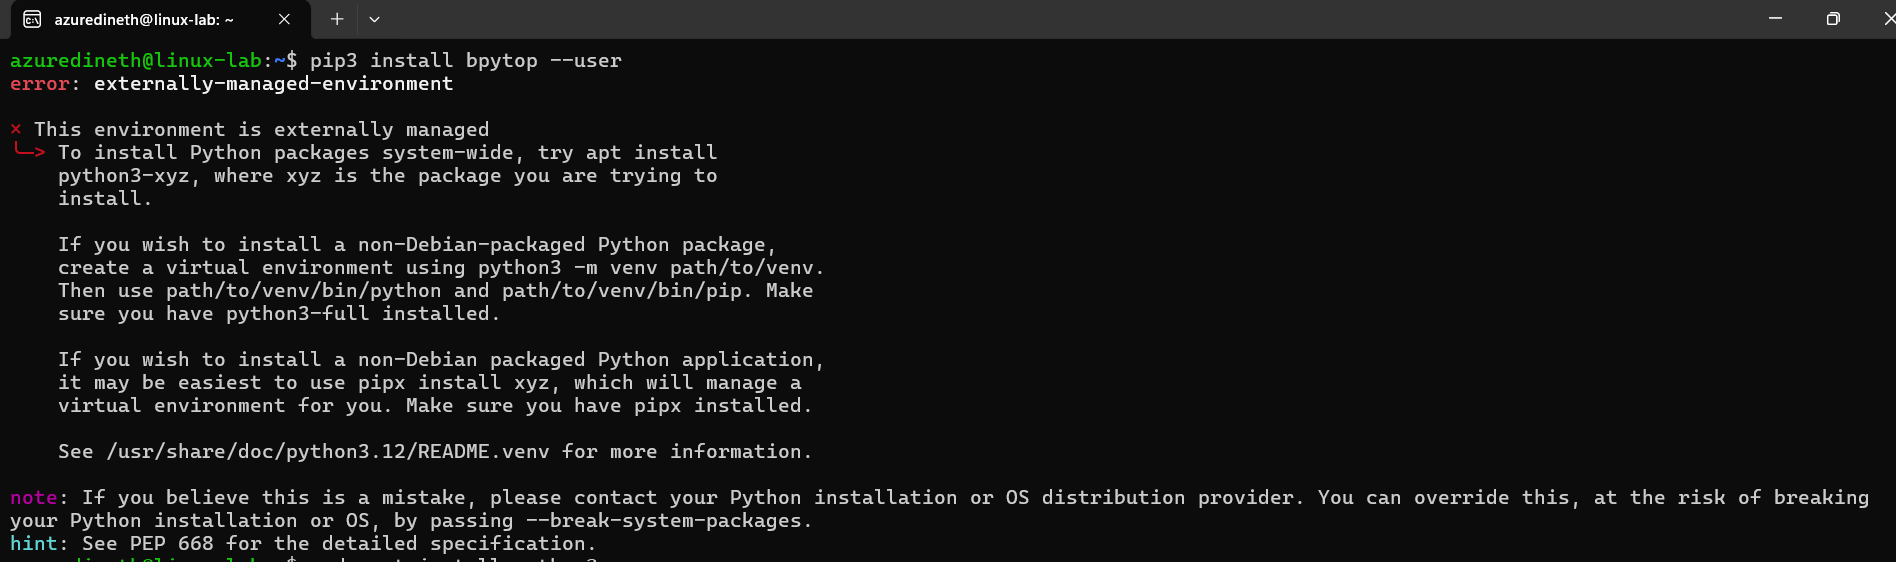 azuredineth@linux-lab: ~
azuredineth@linux-lab:~$ pip3 install bpytop --user
error: externally-managed-environment
× This environment is externally managed
╰─> To install Python packages system-wide, try apt install
python3-xyz, where xyz is the package you are trying to
install.
If you wish to install a non-Debian-packaged Python package,
create a virtual environment using python3 -m venv path/to/venv.
Then use path/to/venv/bin/python and path/to/venv/bin/pip. Make
sure you have python3-full installed.
If you wish to install a non-Debian packaged Python application,
it may be easiest to use pipx install xyz, which will manage a
virtual environment for you. Make sure you have pipx installed.
See /usr/share/doc/python3.12/README.venv for more information.
note: If you believe this is a mistake, please contact your Python installation or OS distribution provider. You can override this, at the risk of breaking
your Python installation or OS, by passing --break-system-packages.
hint: See PEP 668 for the detailed specification.